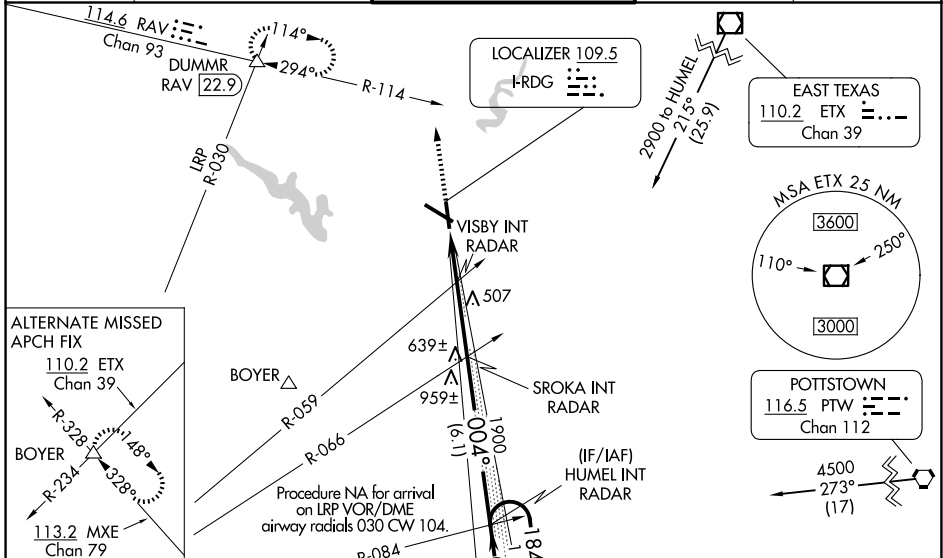 114.6 RAV
Chan 93
DUMMR
RAV 22.9
114°
294°
R-114
LRP
R-030
LOCALIZER 109.5
I-RDG
2900 to HUMEL
215°
(25.9)
EAST TEXAS
110.2 ETX
Chan 39
MSA ETX 25 NM
3600
110°
250°
3000
VISBY INT
RADAR
507
639±
959±
SROKA INT
RADAR
BOYER
R-059
R-066
1900
004°
(6.1)
(IF/IAF)
HUMEL INT
RADAR
Procedure NA for arrival
on LRP VOR/DME
airway radials 030 CW 104.
R-084
184
ALTERNATE MISSED
APCH FIX
110.2 ETX
Chan 39
R-328
BOYER
148°
328°
R-234
113.2 MXE
Chan 79
POTTSTOWN
116.5 PTW
Chan 112
4500
273°
(17)